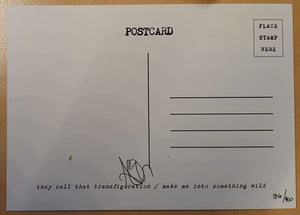 POSTCARD
PLACE
STAMP
HERE
they call that transfiguration / make me into something wild